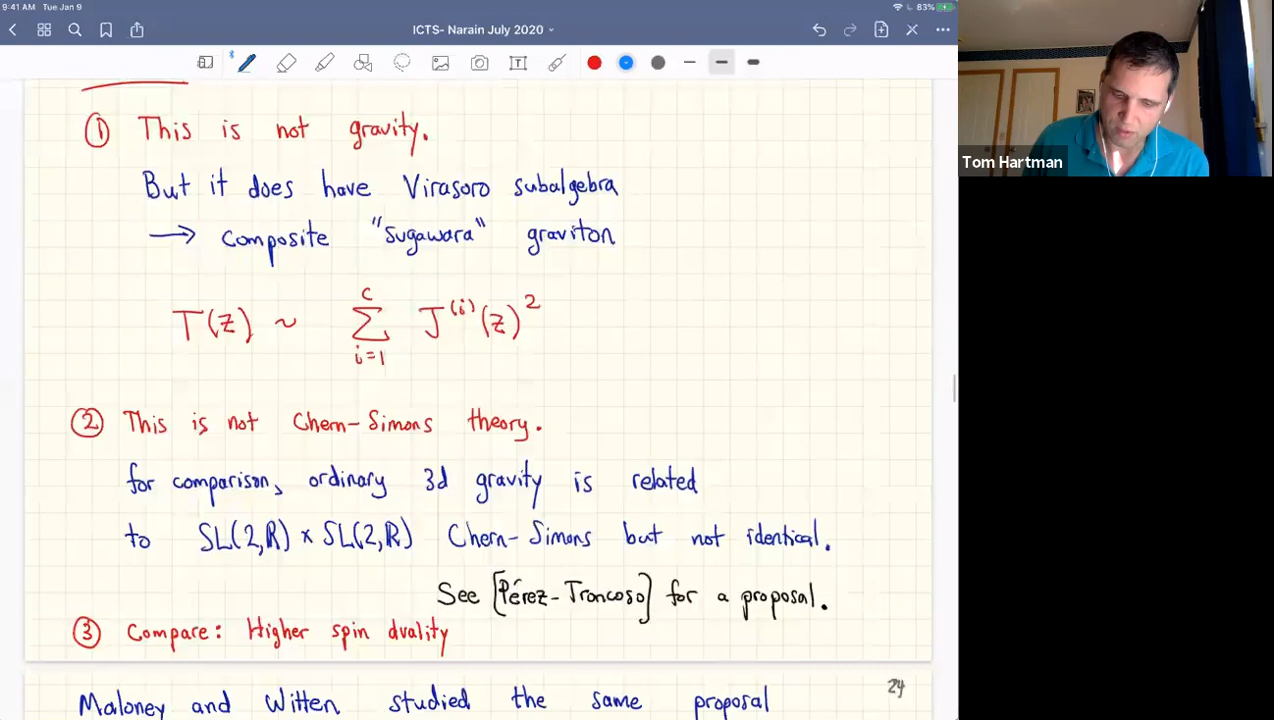 9:41 AM Tue Jan 9
83%
ICTS- Narain July 2020
① This is not gravity.
But it does have Virasoro subalgebra
→ composite "Sugawara" graviton
T(z) ~ ∑_{i=1}^{c} J^{(i)}(z)^2
② This is not Chern-Simons theory.
for comparison, ordinary 3d gravity is related
to SL(2,R) × SL(2,R) Chern-Simons but not identical.
See [Pérez-Troncoso] for a proposal.
③ Compare: Higher spin duality
24
Maloney and Witten studied the same proposal
Tom Hartman